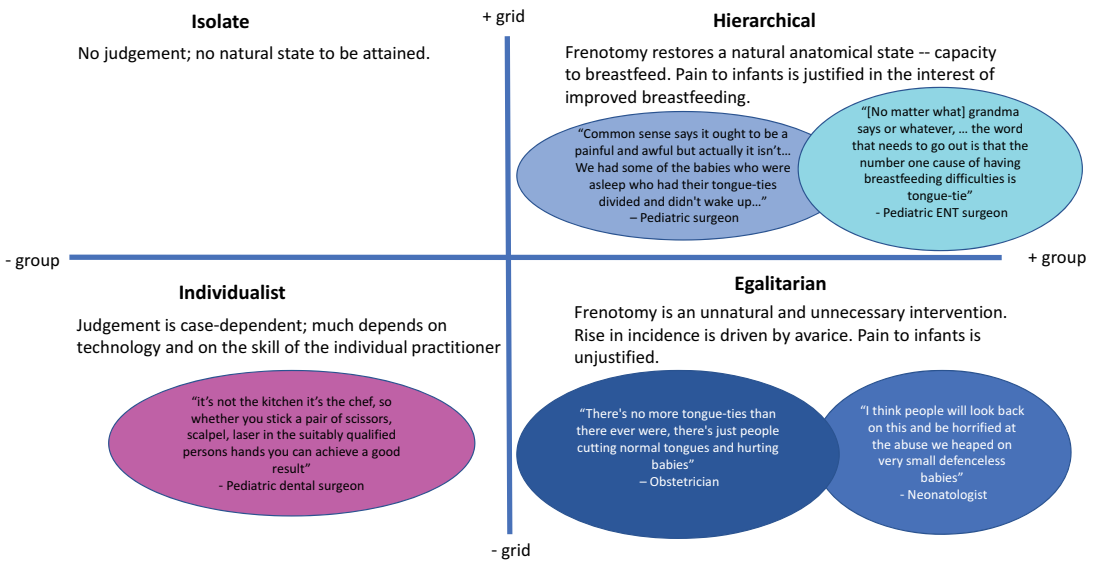 + grid
Isolate
No judgement; no natural state to be attained.
Hierarchical
Frenotomy restores a natural anatomical state -- capacity
to breastfeed. Pain to infants is justified in the interest of
improved breastfeeding.
“Common sense says it ought to be a
painful and awful but actually it isn’t…
We had some of the babies who were
asleep who had their tongue-ties
divided and didn't wake up…”
– Pediatric surgeon
“[No matter what] grandma
says or whatever, … the word
that needs to go out is that the
number one cause of having
breastfeeding difficulties is
tongue-tie”
- Pediatric ENT surgeon
- group
+ group
Individualist
Judgement is case-dependent; much depends on
technology and on the skill of the individual practitioner
“it’s not the kitchen it’s the chef, so
whether you stick a pair of scissors,
scalpel, laser in the suitably qualified
persons hands you can achieve a good
result”
- Pediatric dental surgeon
Egalitarian
Frenotomy is an unnatural and unnecessary intervention.
Rise in incidence is driven by avarice. Pain to infants is
unjustified.
“There's no more tongue-ties than
there ever were, there's just people
cutting normal tongues and hurting
babies”
– Obstetrician
“I think people will look back
on this and be horrified at
the abuse we heaped on
very small defenceless
babies”
- Neonatologist
- grid